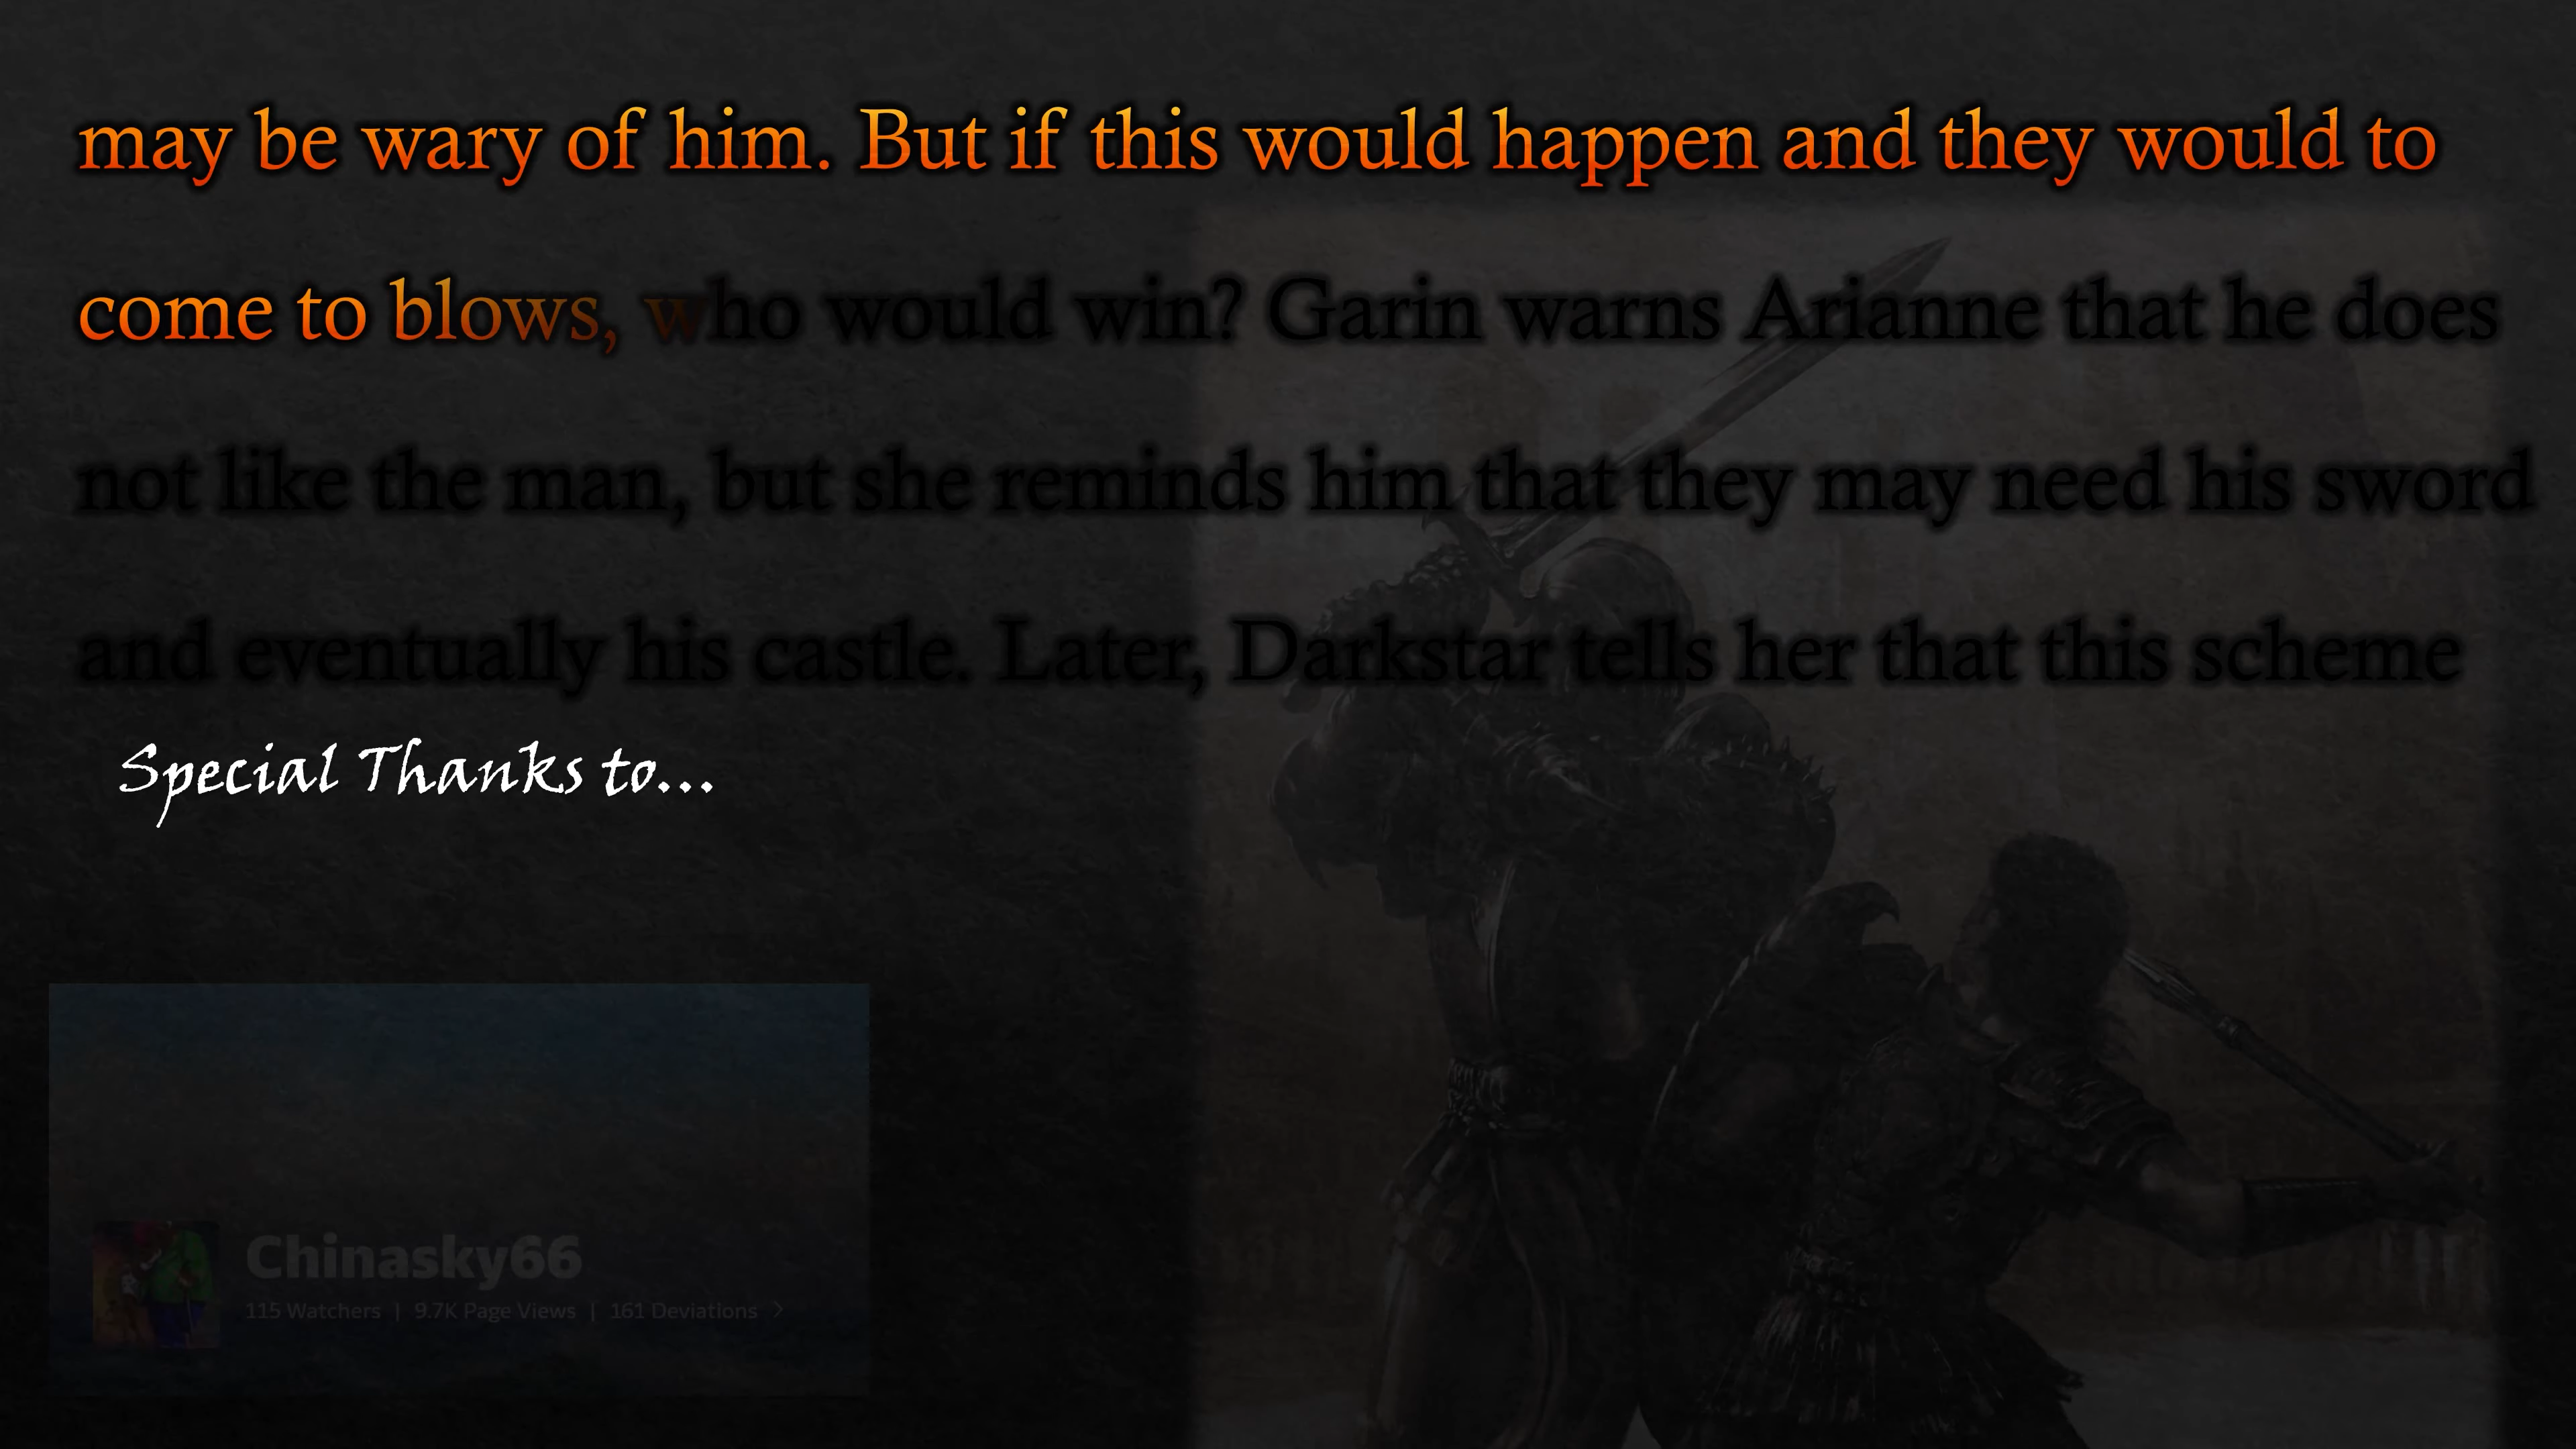 may be wary of him. But if this would happen and they would to
come to blows, who would win? Garin warns Arianne that he does
not like the man, but she reminds him that they may need his sword
and eventually his castle. Later, Darkstar tells her that this scheme
Special Thanks to...
Chinasky66
115 Watchers | 9.7K Page Views | 161 Deviations >